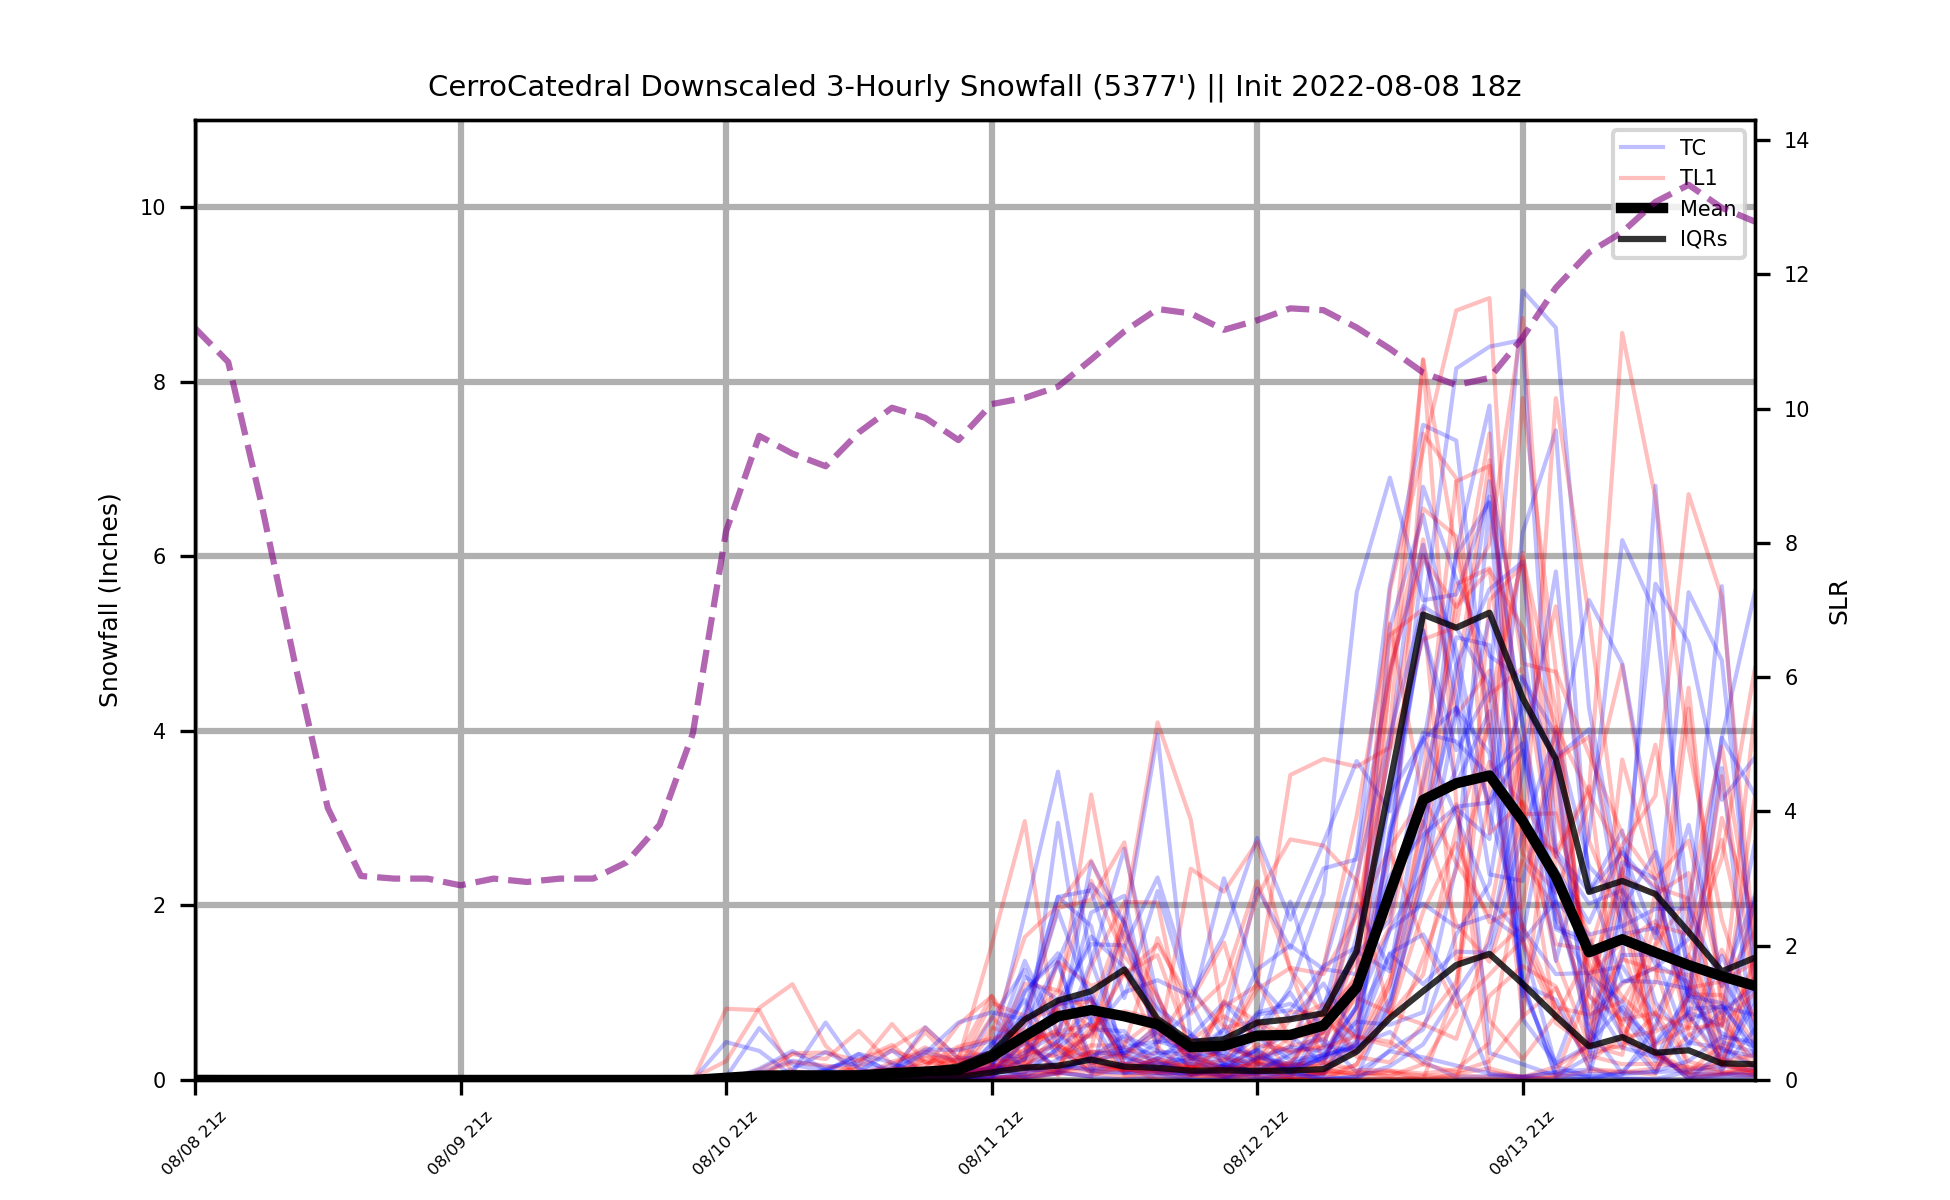 CerroCatedral Downscaled 3-Hourly Snowfall (5377') || Init 2022-08-08 18z
TC
TL1
Mean
IQRs
Snowfall (Inches)
10
8
6
4
2
0
14
12
10
8
6
4
2
0
SLR
08/08 21z
08/09 21z
08/10 21z
08/11 21z
08/12 21z
08/13 21z